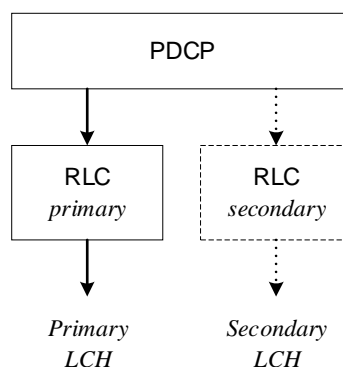 PDCP
RLC
primary
RLC
secondary
Primary
LCH
Secondary
LCH